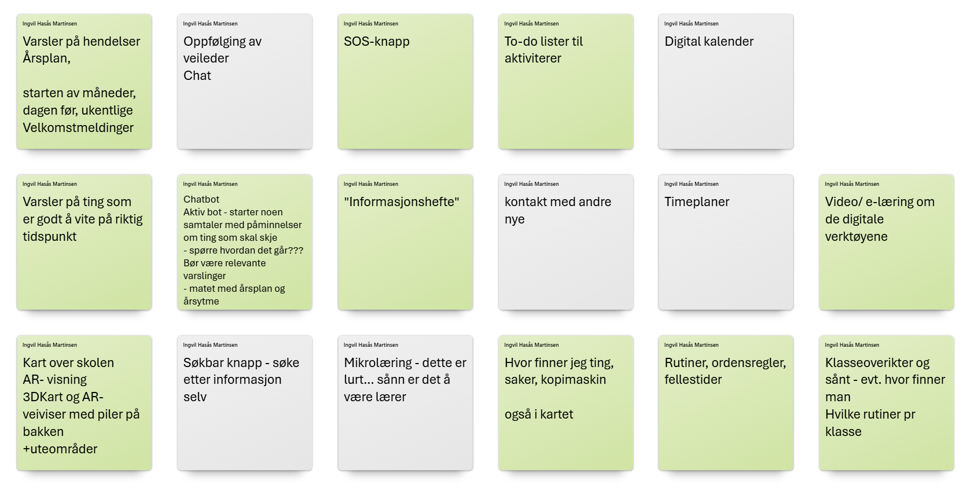 Ingvil Hasås Martinsen
Varsler på hendelser
Årsplan,
starten av måneder,
dagen før, ukentlige
Velkomstmeldinger
Ingvil Hasås Martinsen
Oppfølging av
veileder
Chat
Ingvil Hasås Martinsen
SOS-knapp
Ingvil Hasås Martinsen
To-do lister til
aktiviterer
Ingvil Hasås Martinsen
Digital kalender
Ingvil Hasås Martinsen
Varsler på ting som
er godt å vite på riktig
tidspunkt
Ingvil Hasås Martinsen
Chatbot
Aktiv bot - starter noen
samtaler med påminnelser
om ting som skal skje
- spørre hvordan det går???
Bør være relevante
varslinger
- matet med årsplan og
årsytme
Ingvil Hasås Martinsen
"Informasjonshefte"
Ingvil Hasås Martinsen
kontakt med andre
nye
Ingvil Hasås Martinsen
Timeplaner
Ingvil Hasås Martinsen
Video/ e-læring om
de digitale
verktøyene
Ingvil Hasås Martinsen
Kart over skolen
AR- visning
3DKart og AR-
veiviser med piler på
bakken
+uteområder
Ingvil Hasås Martinsen
Søkbar knapp - søke
etter informasjon
selv
Ingvil Hasås Martinsen
Mikrolæring - dette er
lurt... sånn er det å
være lærer
Ingvil Hasås Martinsen
Hvor finner jeg ting,
saker, kopimaskin
også i kartet
Ingvil Hasås Martinsen
Rutiner, ordensregler,
fellestider
Ingvil Hasås Martinsen
Klasseoverikter og
sånt - evt. hvor finner
man
Hvilke rutiner pr
klasse